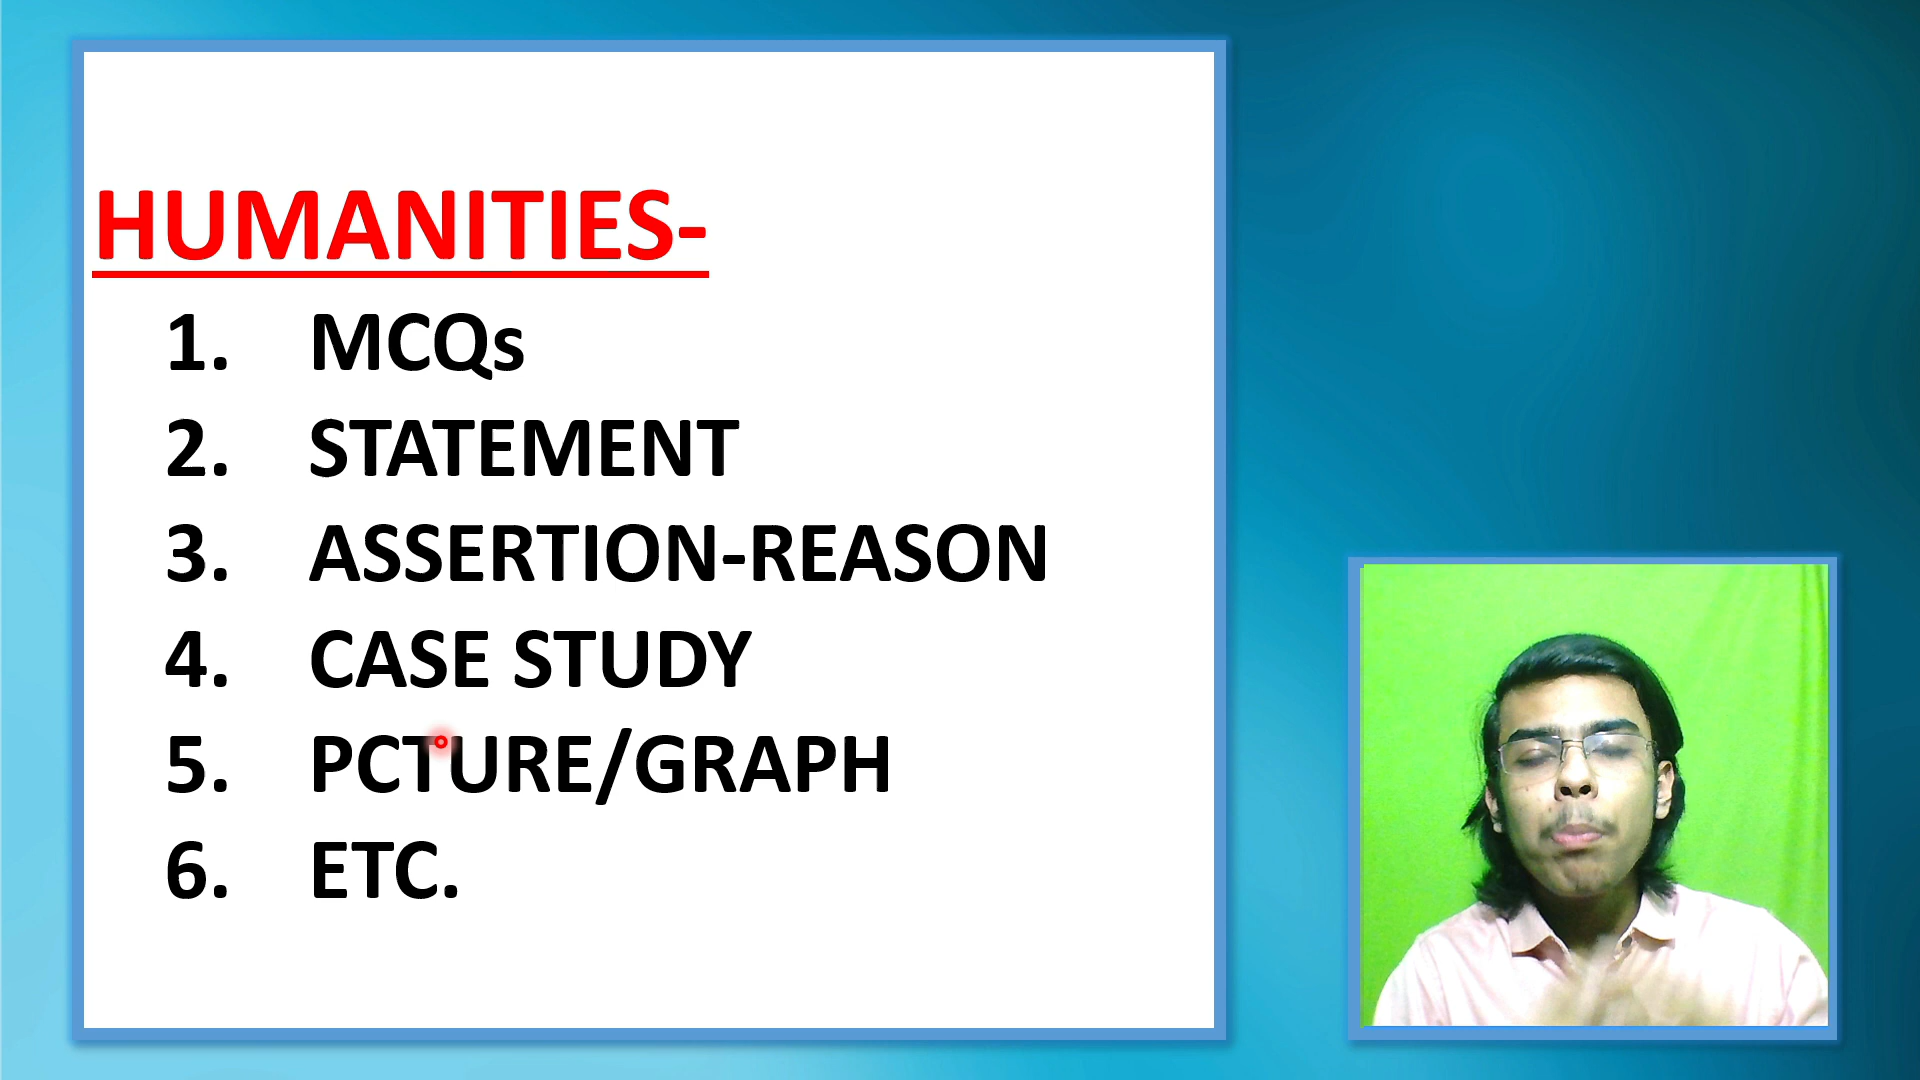 HUMANITIES-
1. MCQs
2. STATEMENT
3. ASSERTION-REASON
4. CASE STUDY
5. PCTURE/GRAPH
6. ETC.